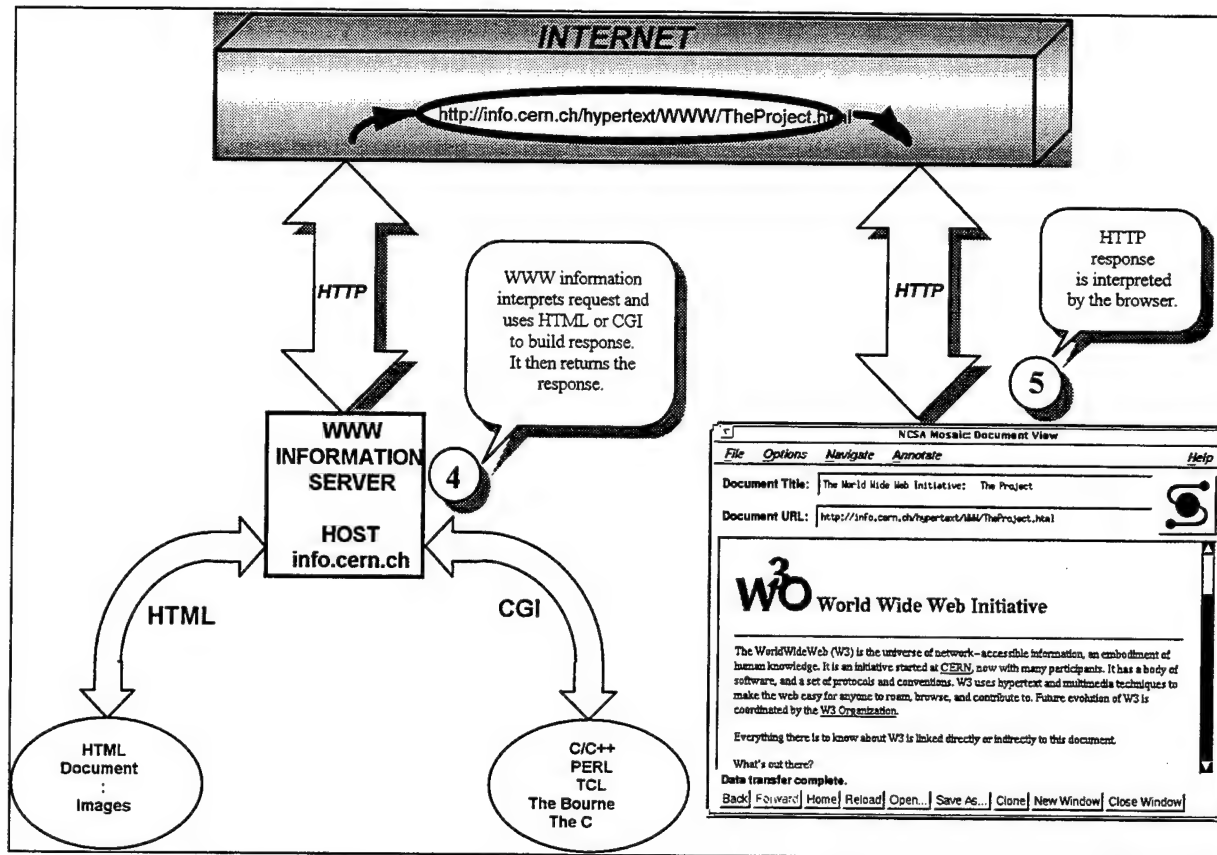 INTERNET
http://info.cern.ch/hypertext/WWW/TheProject.html
HTTP
WWW information
interprets request and
uses HTML or CGI
to build response.
It then returns the
response.
HTTP
HTTP
response
is interpreted
by the browser.
4
5
WWW
INFORMATION
SERVER
HOST
info.cern.ch
HTML
CGI
HTML
Document
:
Images
C/C++
PERL
TCL
The Bourne
The C
NCSA Mosaic: Document View
File Options Navigate Annotate Help
Document Title: The World Wide Web Initiative: The Project
Document URL: http://info.cern.ch/hypertext/WWW/TheProject.html
W3O World Wide Web Initiative
The WorldWideWeb (W3) is the universe of network-accessible information, an embodiment of
human knowledge. It is an initiative started at CERN, now with many participants. It has a body of
software, and a set of protocols and conventions. W3 uses hypertext and multimedia techniques to
make the web easy for anyone to roam, browse, and contribute to. Future evolution of W3 is
coordinated by the W3 Organization.
Everything there is to know about W3 is linked directly or indirectly to this document.
What's out there?
Data transfer complete.
Back Forward Home Reload Open... Save As... Clone New Window Close Window